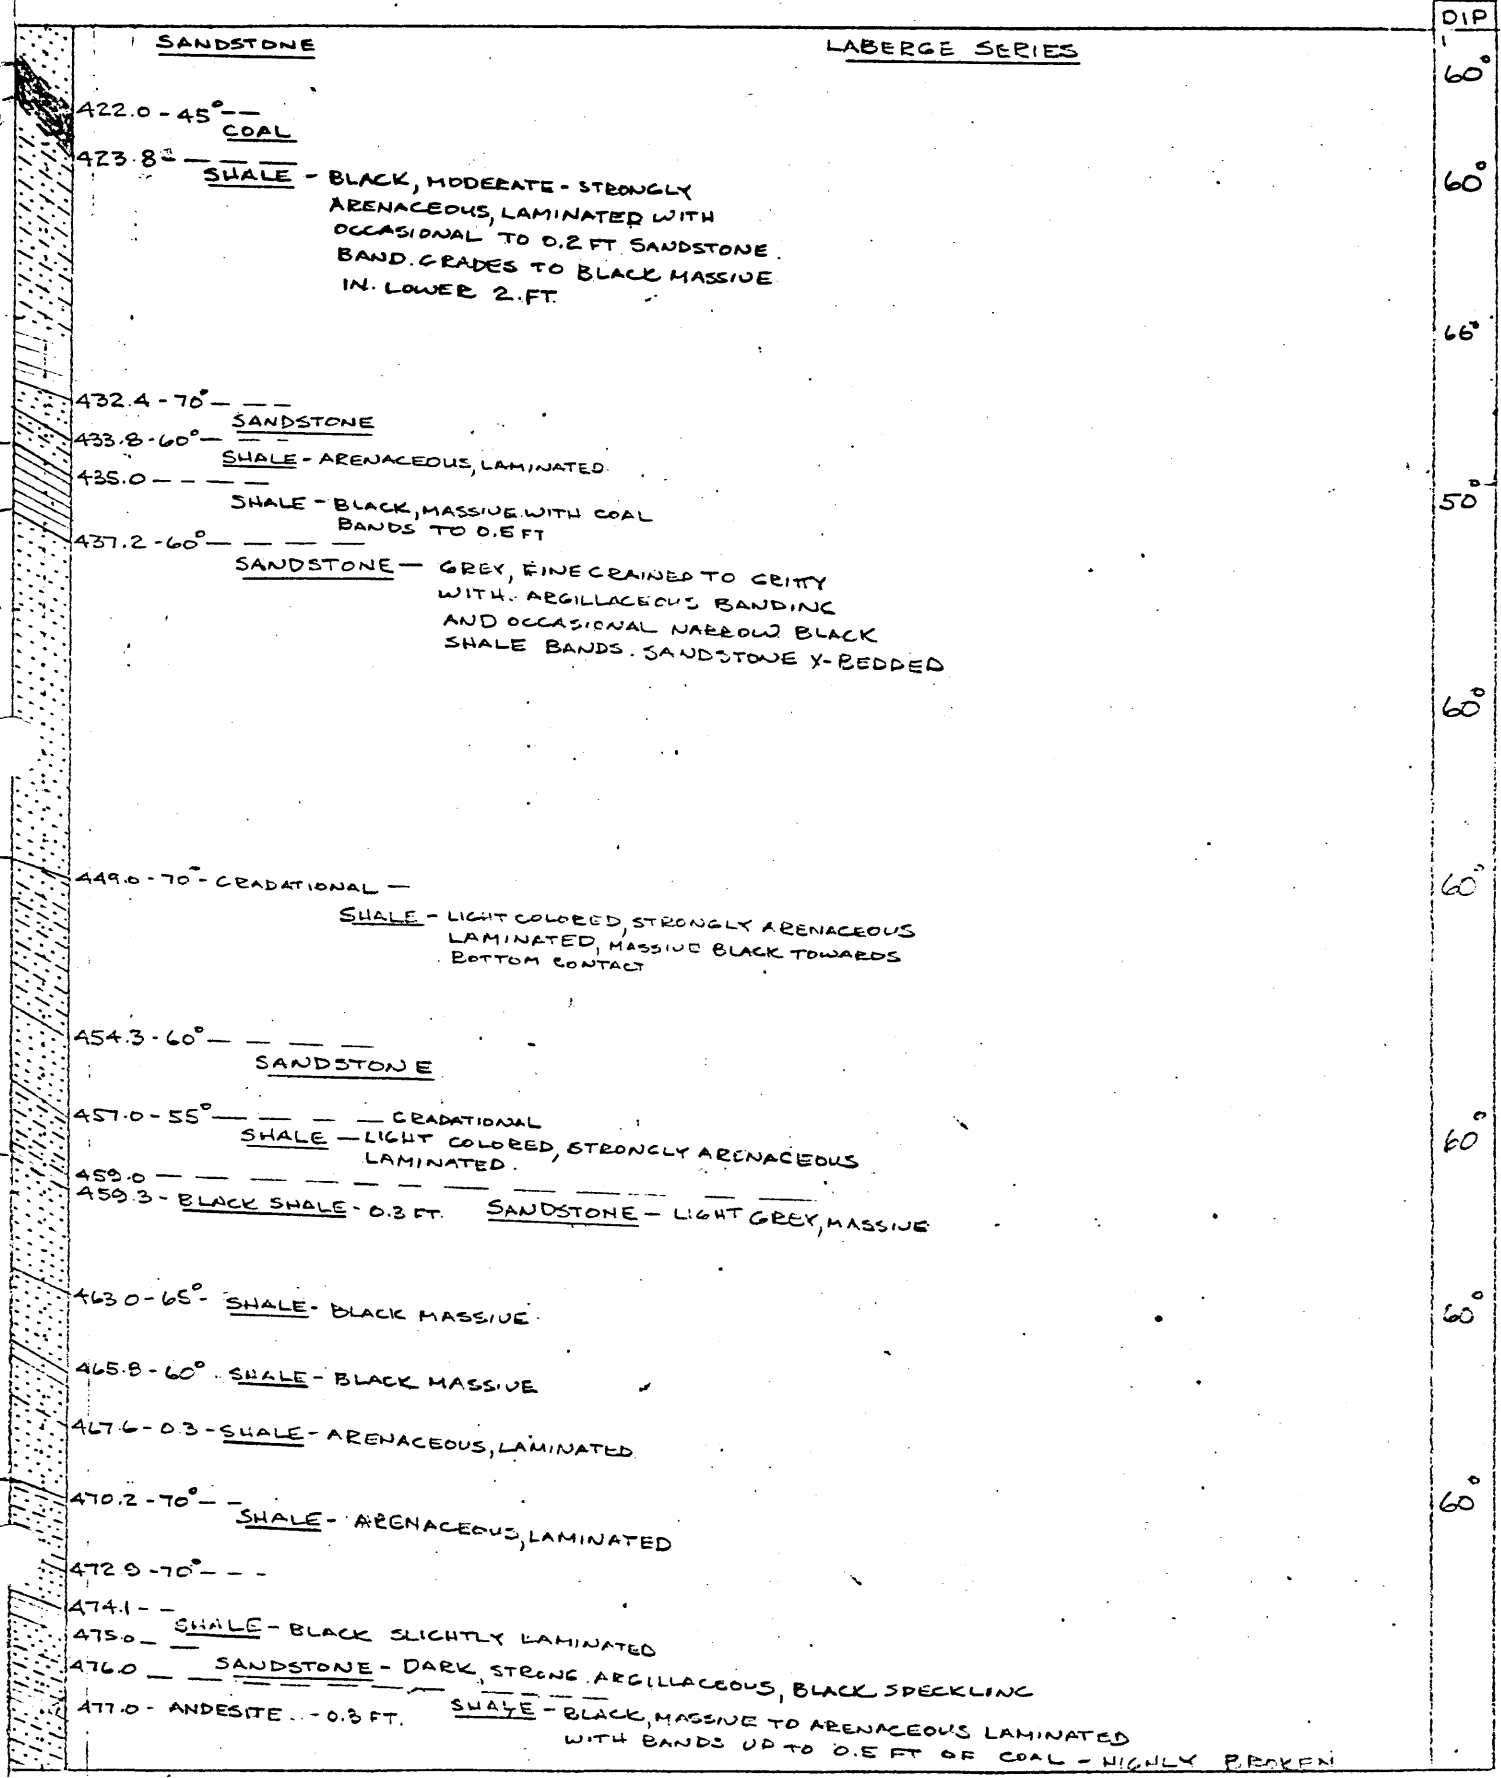 DIP
SANDSTONE LABERGE SERIES
60°
422.0 - 45° - -
COAL
423.8 - - - -
SHALE - BLACK, MODERATE - STRONGLY
60°
ARENACEOUS, LAMINATED WITH
OCCASIONAL TO 0.2 FT SANDSTONE
BAND. GRADES TO BLACK MASSIVE
IN LOWER 2 FT.
432.4 - 70° - - -
SANDSTONE
433.8 - 60° - - -
SHALE - ARENACEOUS, LAMINATED
435.0 - - - - -
50°
SHALE - BLACK, MASSIVE WITH COAL
BANDS TO 0.5 FT
437.2 - 60° - - - -
SANDSTONE - GREY, FINE GRAINED TO GRITTY
WITH ARGILLACEOUS BANDING
AND OCCASIONAL NARROW BLACK
SHALE BANDS. SANDSTONE X-BEDDED
60°
449.0 - 70° - GRADATIONAL -
60°
SHALE - LIGHT COLORED, STRONGLY ARENACEOUS
LAMINATED, MASSIVE BLACK TOWARDS
BOTTOM CONTACT
454.3 - 60° - - - -
SANDSTONE
457.0 - 55° - - - - GRADATIONAL
60°
SHALE - LIGHT COLORED, STRONGLY ARENACEOUS
LAMINATED.
459.0 - - - - - - - - - - -
459.3 - BLACK SHALE - 0.3 FT. SANDSTONE - LIGHT GREY, MASSIVE
463.0 - 65° - SHALE - BLACK MASSIVE
60°
465.8 - 60° - SHALE - BLACK MASSIVE
467.6 - 0.3 - SHALE - ARENACEOUS, LAMINATED
470.2 - 70° - -
60°
SHALE - ARENACEOUS, LAMINATED
472.9 - 70° - - -
474.1 - -
SHALE - BLACK SLIGHTLY LAMINATED
475.0 - -
SANDSTONE - DARK, STRONG ARGILLACEOUS, BLACK SPECKLING
476.0 - - - - - - - - -
477.0 - ANDESITE - 0.3 FT. SHALE - BLACK, MASSIVE TO ARENACEOUS LAMINATED
WITH BANDS UP TO 0.5 FT OF COAL - HIGHLY BROKEN